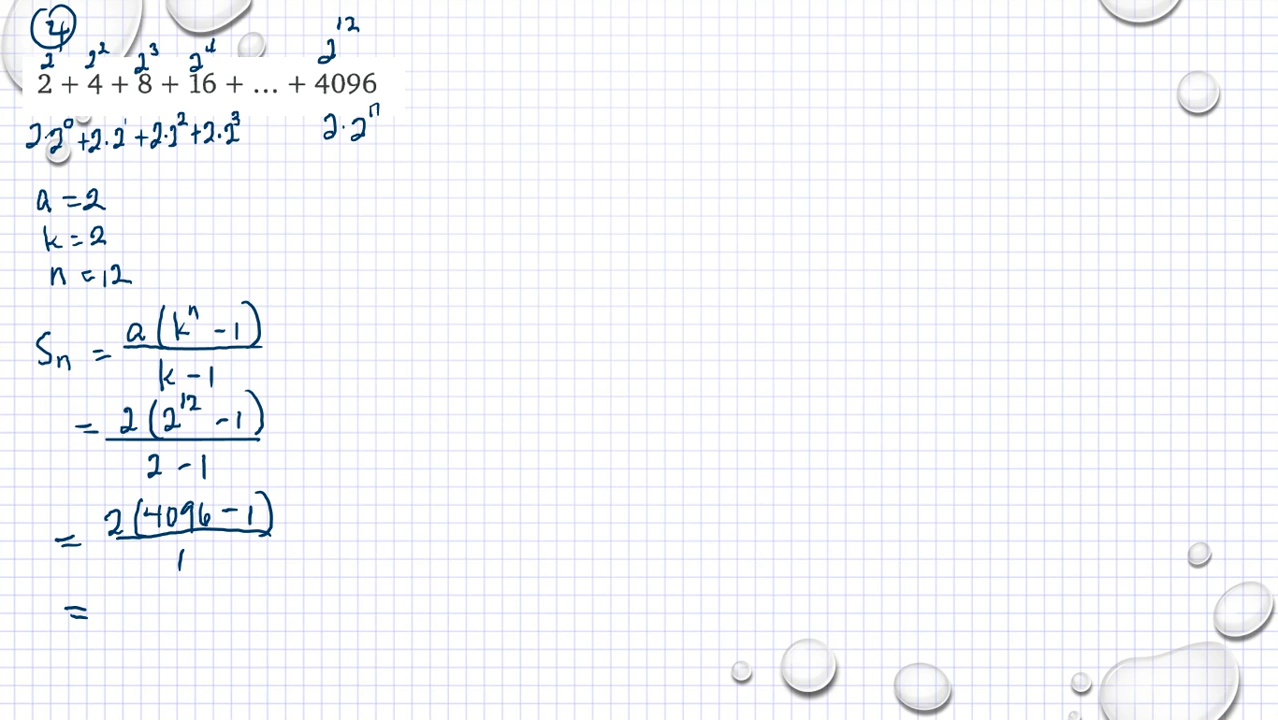 ④
2¹ 2² 2³ 2⁴ 2¹²
2 + 4 + 8 + 16 + … + 4096
2·2⁰ + 2·2¹ + 2·2² + 2·2³ 2·2ⁿ
a = 2
k = 2
n = 12
Sₙ = a(kⁿ - 1)
k - 1
= 2(2¹² - 1)
2 - 1
= 2(4096 - 1)
1
=